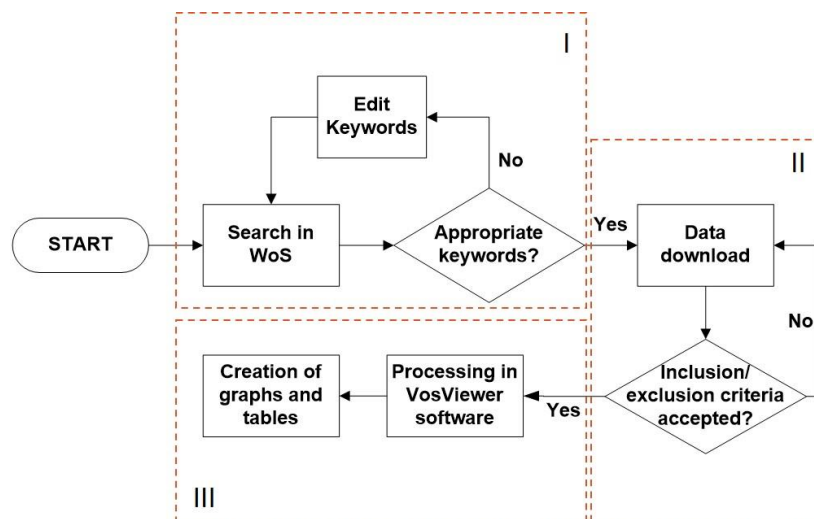 I
Edit
Keywords
No
II
START
Search in
WoS
Appropriate
keywords?
Yes
Data
download
No
Creation of
graphs and
tables
Processing in
VosViewer
software
Yes
Inclusion/
exclusion criteria
accepted?
III